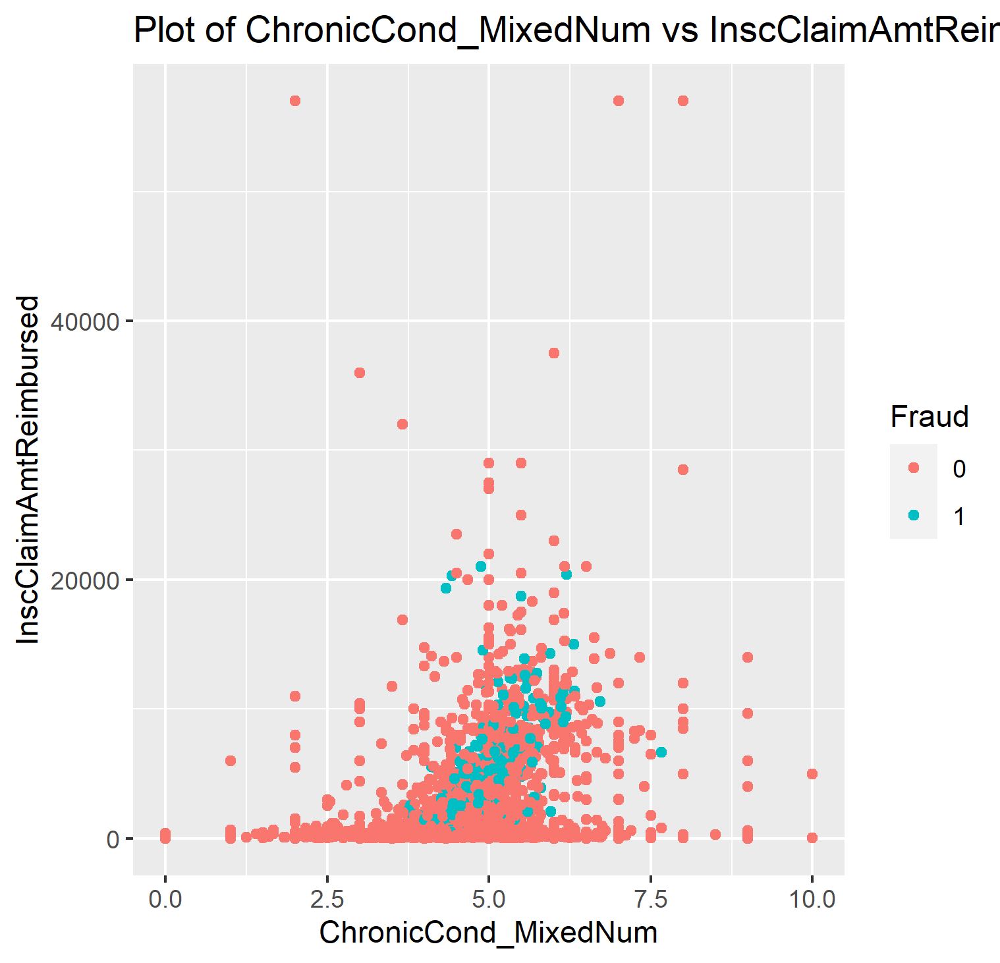 Plot of ChronicCond_MixedNum vs InscClaimAmtReim
InscClaimAmtReimbursed
40000
20000
0
0.0 2.5 5.0 7.5 10.0
ChronicCond_MixedNum
Fraud
0
1